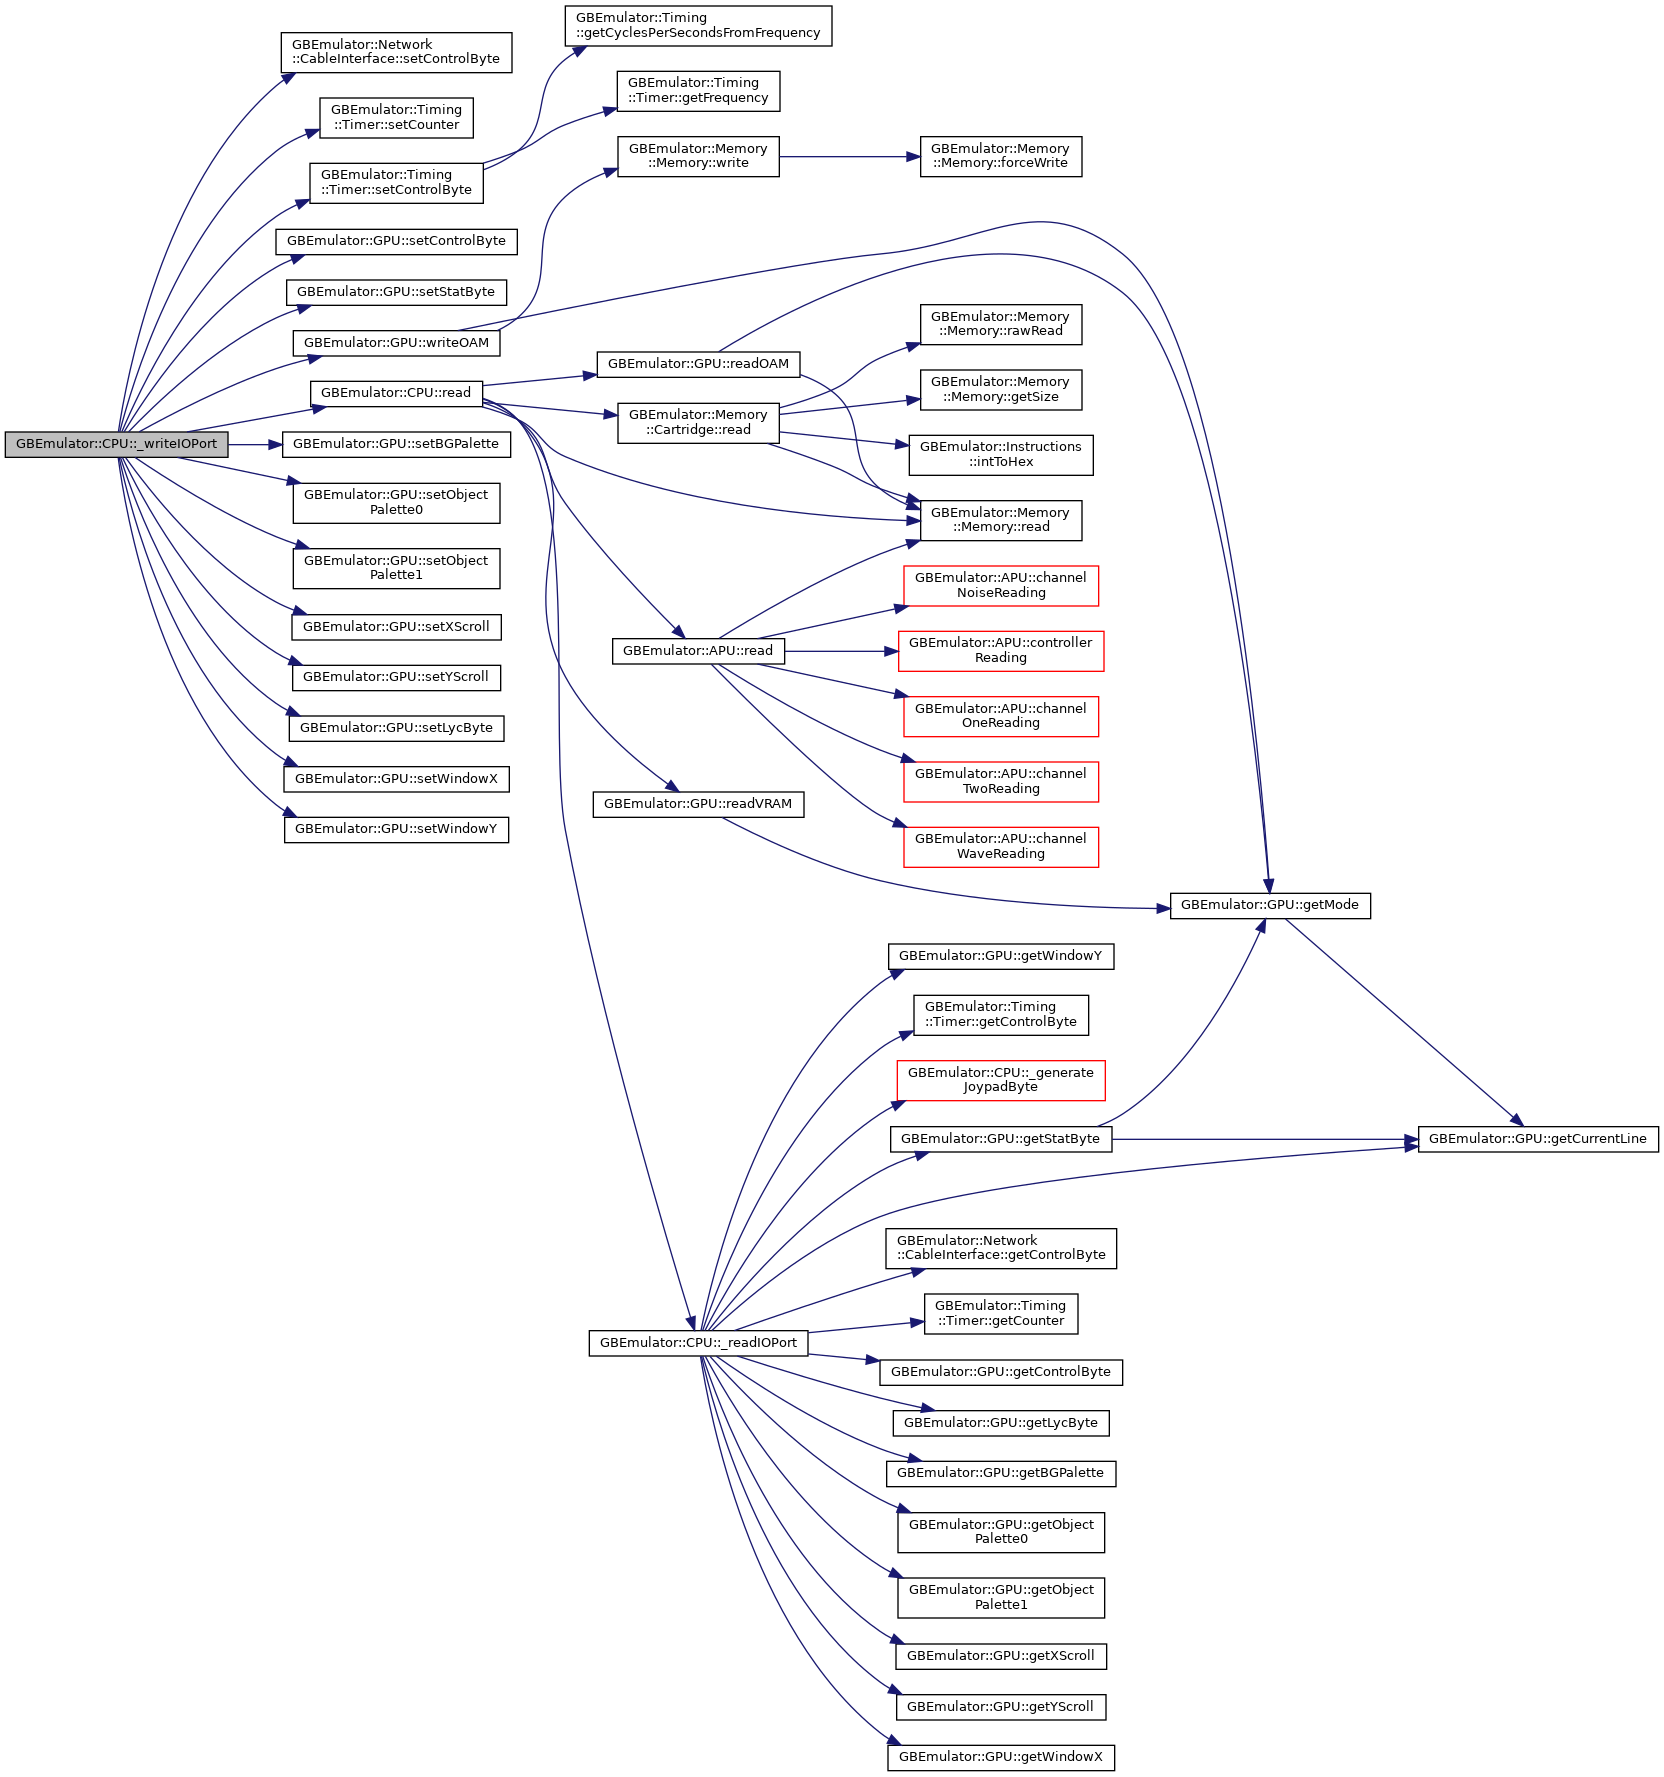 GBEmulator::CPU::_writeIOPort
GBEmulator::Network
::CableInterface::setControlByte
GBEmulator::Timing
::Timer::setCounter
GBEmulator::Timing
::Timer::setControlByte
GBEmulator::GPU::setControlByte
GBEmulator::GPU::setStatByte
GBEmulator::GPU::writeOAM
GBEmulator::CPU::read
GBEmulator::GPU::setBGPalette
GBEmulator::GPU::setObject
Palette0
GBEmulator::GPU::setObject
Palette1
GBEmulator::GPU::setXScroll
GBEmulator::GPU::setYScroll
GBEmulator::GPU::setLycByte
GBEmulator::GPU::setWindowX
GBEmulator::GPU::setWindowY
GBEmulator::Timing
::getCyclesPerSecondsFromFrequency
GBEmulator::Timing
::Timer::getFrequency
GBEmulator::Memory
::Memory::write
GBEmulator::GPU::readOAM
GBEmulator::Memory
::Cartridge::read
GBEmulator::APU::read
GBEmulator::GPU::readVRAM
GBEmulator::CPU::_readIOPort
GBEmulator::Memory
::Memory::forceWrite
GBEmulator::Memory
::Memory::rawRead
GBEmulator::Memory
::Memory::getSize
GBEmulator::Instructions
::intToHex
GBEmulator::Memory
::Memory::read
GBEmulator::APU::channel
NoiseReading
GBEmulator::APU::controller
Reading
GBEmulator::APU::channel
OneReading
GBEmulator::APU::channel
TwoReading
GBEmulator::APU::channel
WaveReading
GBEmulator::GPU::getWindowY
GBEmulator::Timing
::Timer::getControlByte
GBEmulator::CPU::_generate
JoypadByte
GBEmulator::GPU::getStatByte
GBEmulator::Network
::CableInterface::getControlByte
GBEmulator::Timing
::Timer::getCounter
GBEmulator::GPU::getControlByte
GBEmulator::GPU::getLycByte
GBEmulator::GPU::getBGPalette
GBEmulator::GPU::getObject
Palette0
GBEmulator::GPU::getObject
Palette1
GBEmulator::GPU::getXScroll
GBEmulator::GPU::getYScroll
GBEmulator::GPU::getWindowX
GBEmulator::GPU::getMode
GBEmulator::GPU::getCurrentLine